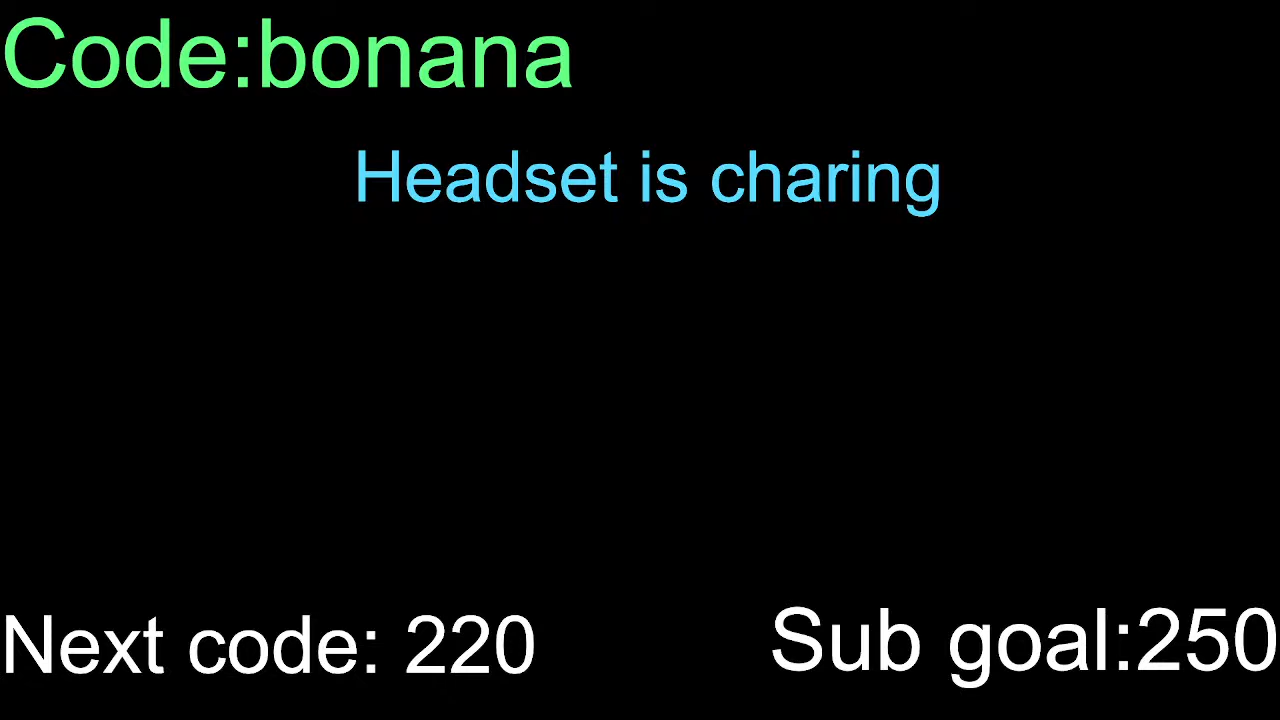 Code:bonana
Headset is charing
Next code: 220
Sub goal:250